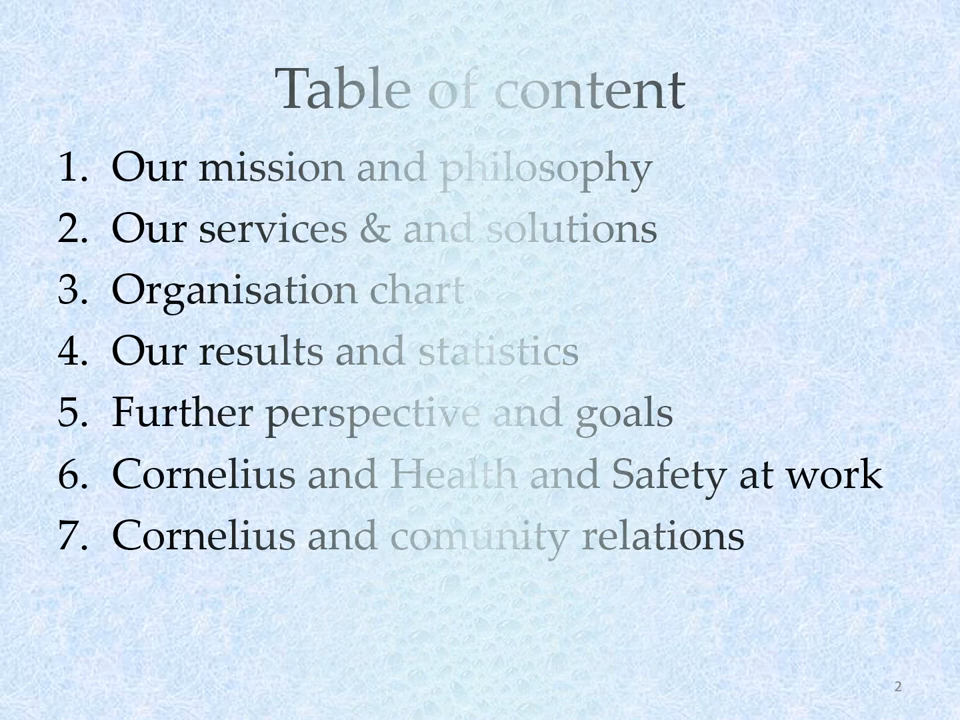 Table of content
1. Our mission and philosophy
2. Our services & and solutions
3. Organisation chart
4. Our results and statistics
5. Further perspective and goals
6. Cornelius and Health and Safety at work
7. Cornelius and comunity relations
2